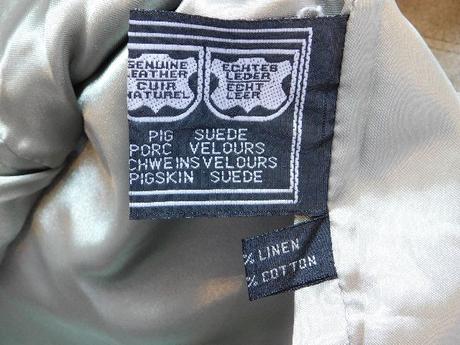 GENUINE
LEATHER
CUIR
NATUREL
ECHTES
LEDER
ECHT
LEER
PIG SUEDE
PORC VELOURS
CHWEINSVELOURS
PIGSKIN SUEDE
% LINEN
% COTTON